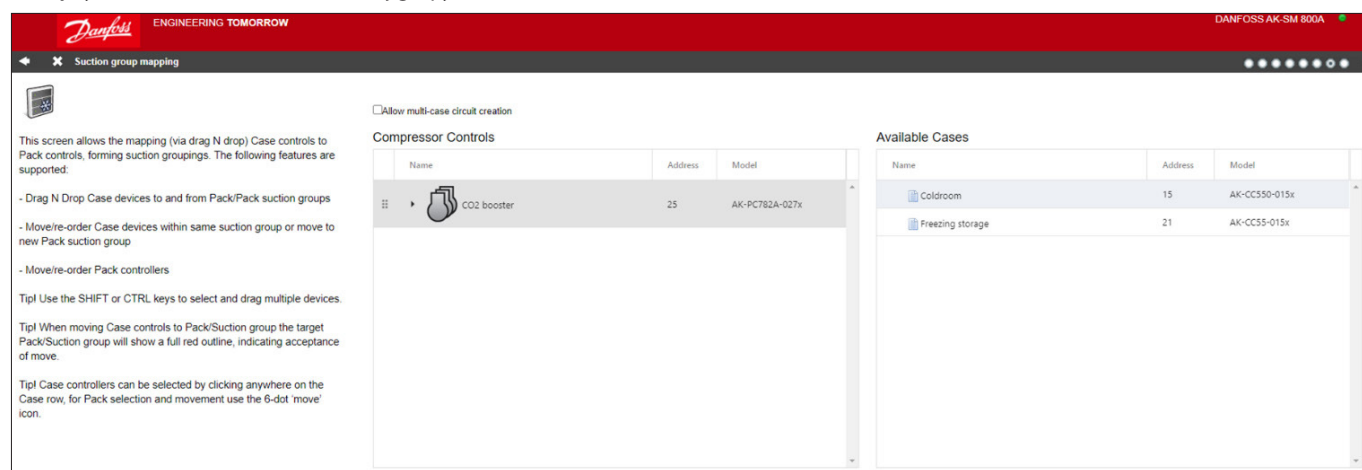 Danfoss
ENGINEERING TOMORROW
DANFOSS AK-SM 800A
Suction group mapping
This screen allows the mapping (via drag N drop) Case controls to
Pack controls, forming suction groupings. The following features are
supported:
- Drag N Drop Case devices to and from Pack/Pack suction groups
- Move/re-order Case devices within same suction group or move to
new Pack suction group
- Move/re-order Pack controllers
Tip! Use the SHIFT or CTRL keys to select and drag multiple devices.
Tip! When moving Case controls to Pack/Suction group the target
Pack/Suction group will show a full red outline, indicating acceptance
of move.
Tip! Case controllers can be selected by clicking anywhere on the
Case row, for Pack selection and movement use the 6-dot 'move'
icon.
Allow multi-case circuit creation
Compressor Controls
Name Address Model
CO2 booster 25 AK-PC782A-027x
Available Cases
Name Address Model
Coldroom 15 AK-CC550-015x
Freezing storage 21 AK-CC55-015x